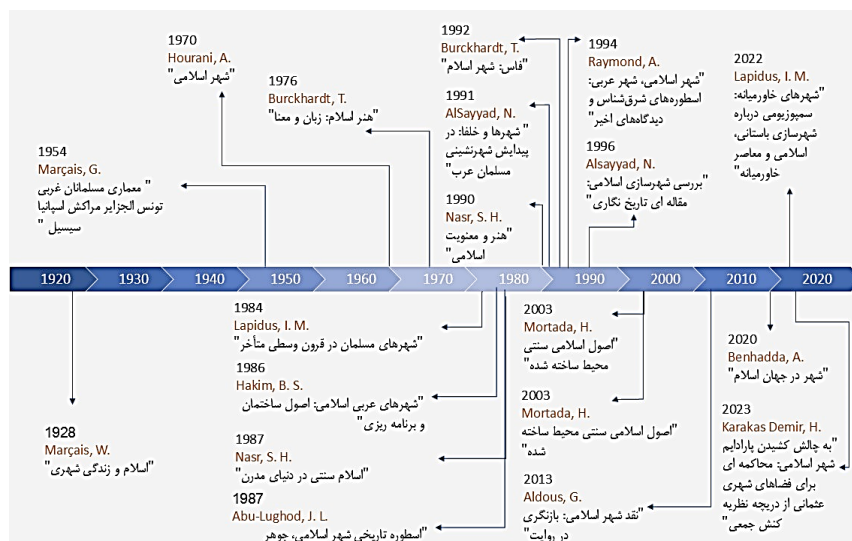 1954
Marçais, G.
" معماری مسلمانان غربی
تونس الجزایر مراکش اسپانیا
سیسیل "
1970
Hourani, A.
"شهر اسلامی"
1976
Burckhardt, T.
"هنر اسلام: زبان و معنا"
1992
Burckhardt, T.
"فاس: شهر اسلام"
1991
AlSayyad, N.
" شهرها و خلفا: در
پیدایش شهرنشینی
مسلمان عرب"
1990
Nasr, S. H.
"هنر و معنویت
اسلامی"
1994
Raymond, A.
"شهر اسلامی، شهر عربی:
اسطوره‌های شرق‌شناس و
دیدگاه‌های اخیر"
1996
Alsayyad, N.
"بررسی شهرسازی اسلامی:
مقاله ای تاریخ نگاری"
2022
Lapidus, I. M.
"شهرهای خاورمیانه:
سمپوزیومی درباره
شهرسازی باستانی،
اسلامی و معاصر
خاورمیانه"
1920 1930 1940 1950 1960 1970 1980 1990 2000 2010 2020
1928
Marçais, W.
"اسلام و زندگی شهری"
1984
Lapidus, I. M.
"شهرهای مسلمان در قرون وسطی متأخر"
1986
Hakim, B. S.
"شهرهای عربی اسلامی: اصول ساختمان
و برنامه ریزی"
1987
Nasr, S. H.
"اسلام سنتی در دنیای مدرن"
1987
Abu-Lughod, J. L.
"اسطوره تاریخی شهر اسلامی، جوهر
2003
Mortada, H.
"اصول اسلامی سنتی
محیط ساخته شده"
2003
Mortada, H.
"اصول اسلامی سنتی محیط ساخته
شده"
2013
Aldous, G.
"نقد شهر اسلامی: بازنگری
در روایت"
2020
Benhadda, A.
"شهر در جهان اسلام"
2023
Karakas Demir, H.
"به چالش کشیدن پارادایم
شهر اسلامی: محاکمه ای
برای فضاهای شهری
عثمانی از دریچه نظریه
کنش جمعی"